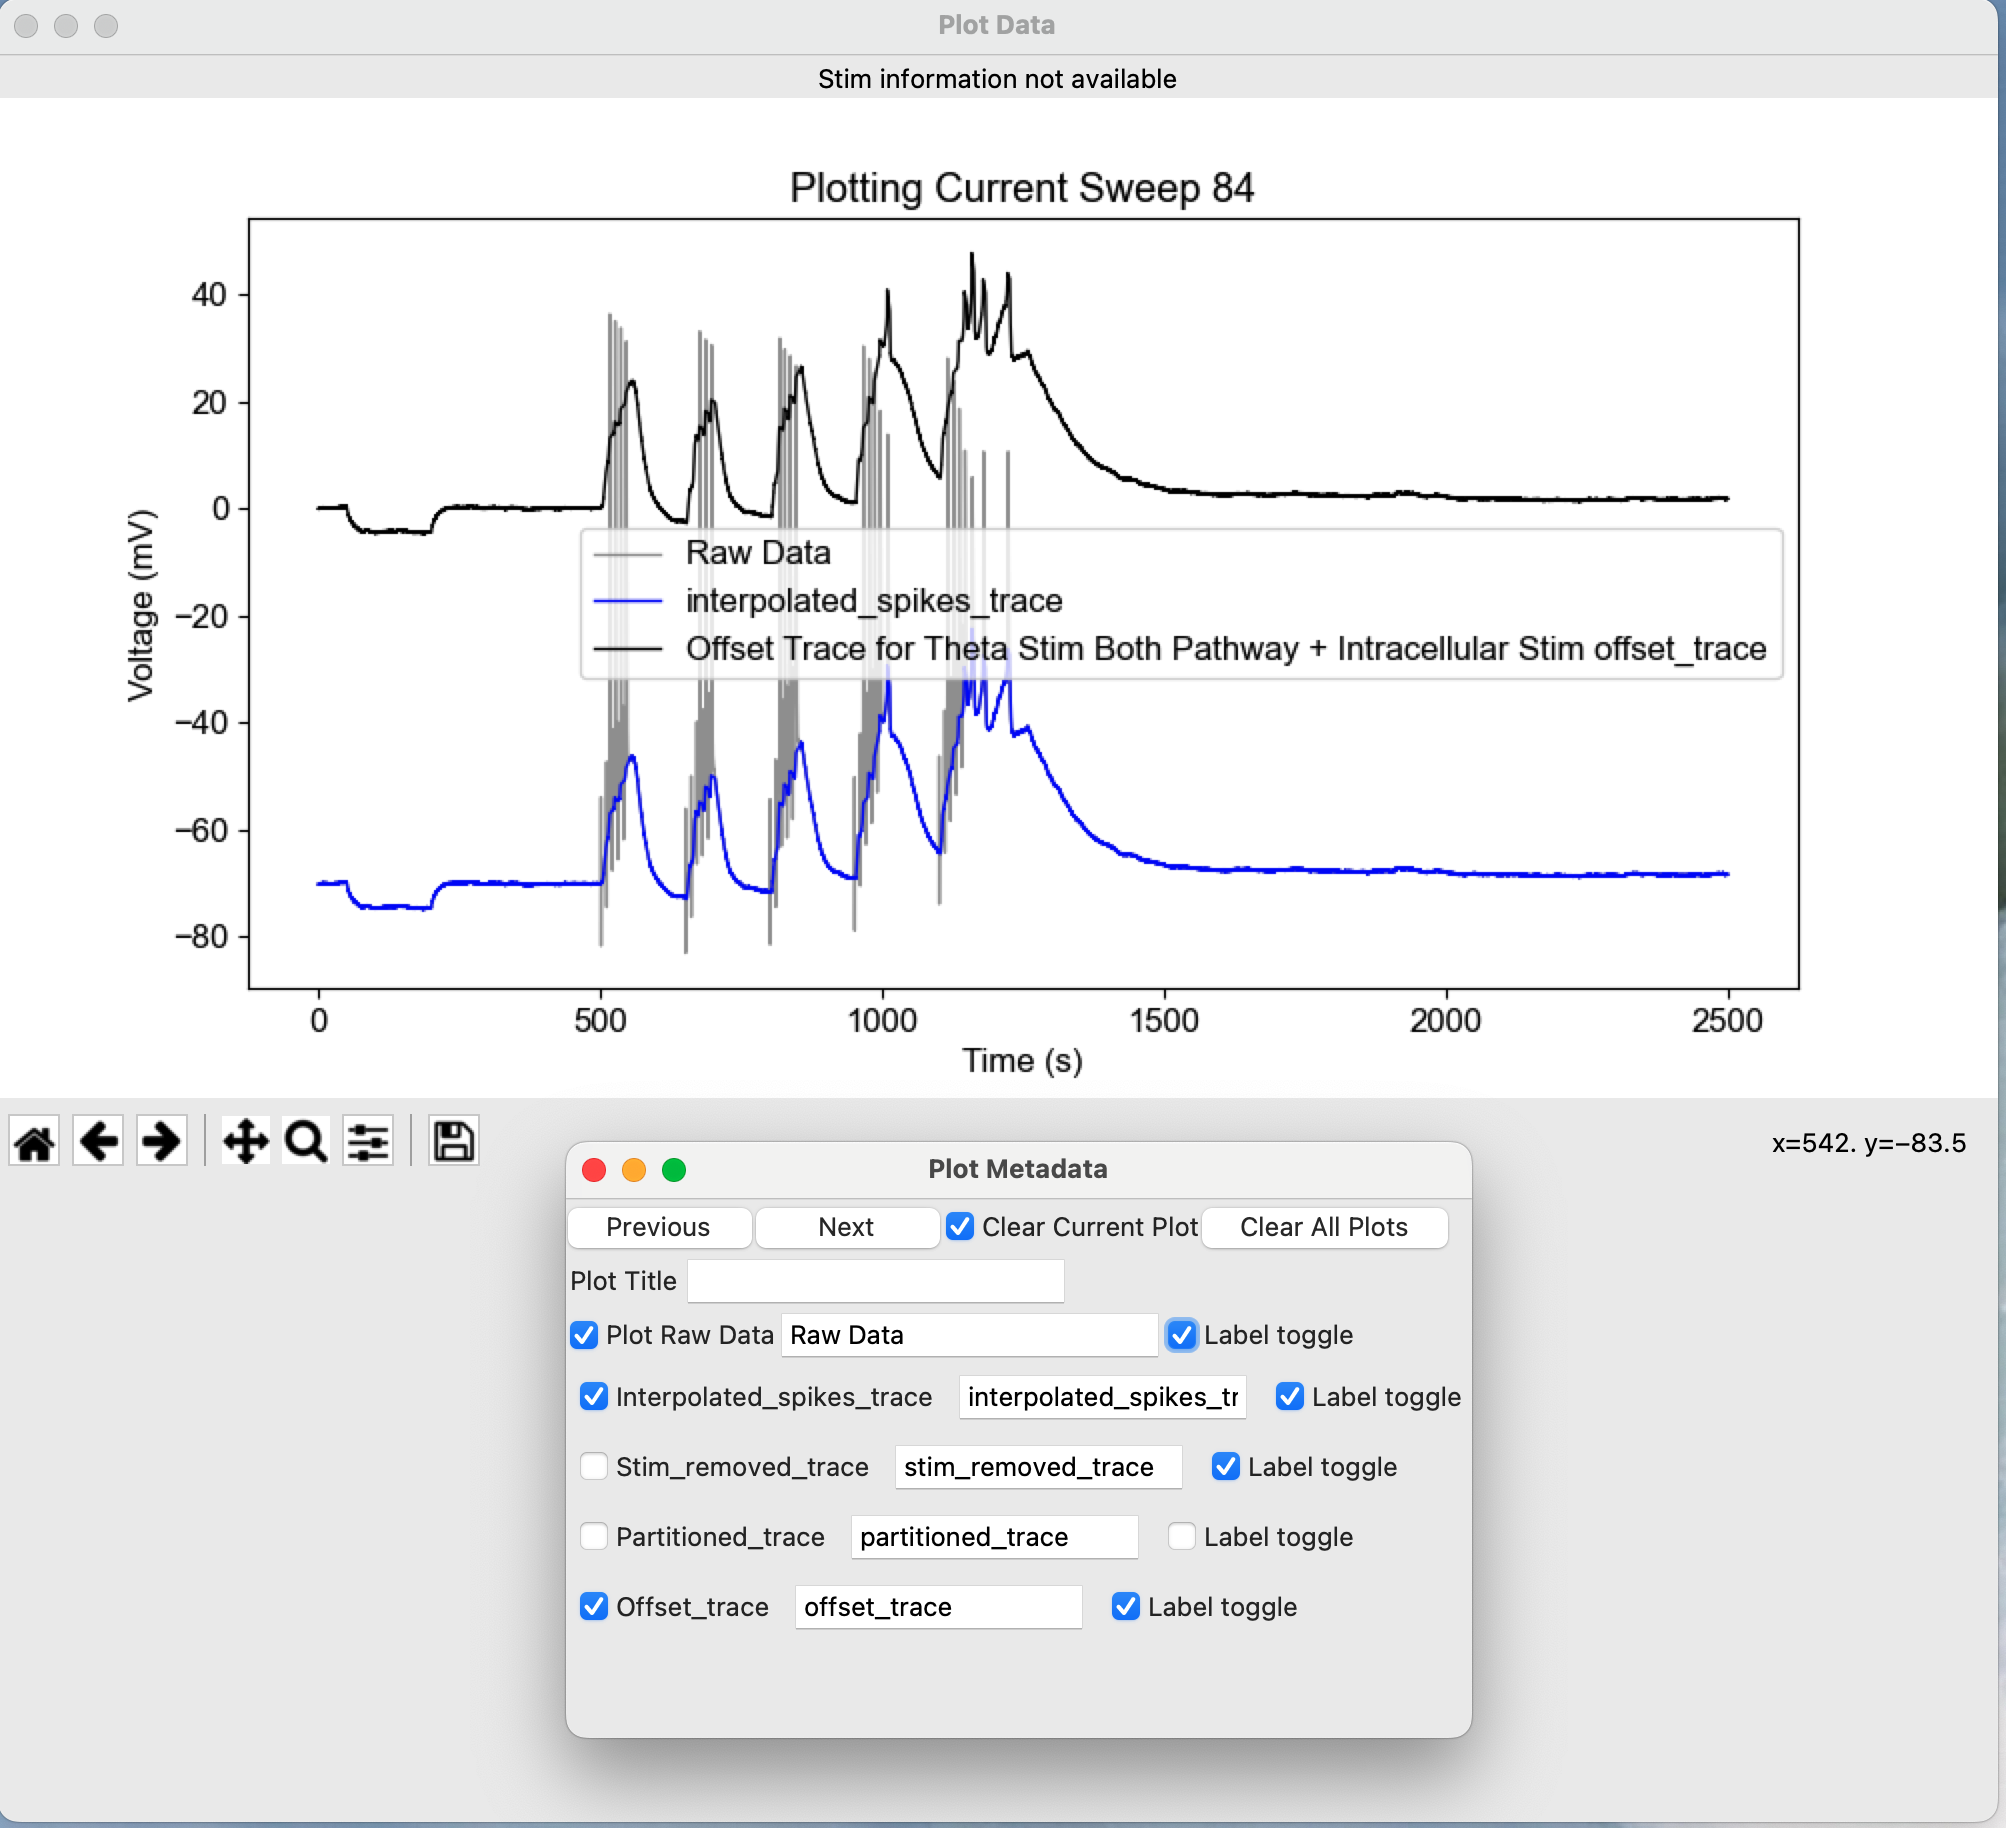 Plot Data
Stim information not available
Plotting Current Sweep 84
40
20
0
−20
−40
−60
−80
Voltage (mV)
Raw Data
interpolated_spikes_trace
Offset Trace for Theta Stim Both Pathway + Intracellular Stim offset_trace
0 500 1000 1500 2000 2500
Time (s)
x=542. y=−83.5
Plot Metadata
Previous Next Clear Current Plot Clear All Plots
Plot Title
Plot Raw Data Raw Data Label toggle
Interpolated_spikes_trace interpolated_spikes_tr Label toggle
Stim_removed_trace stim_removed_trace Label toggle
Partitioned_trace partitioned_trace Label toggle
Offset_trace offset_trace Label toggle